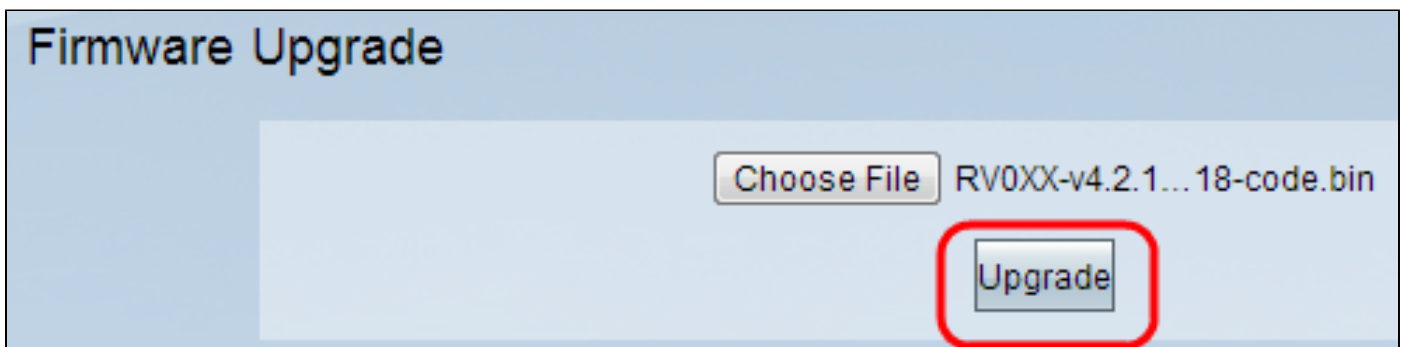 Firmware Upgrade
Choose File RV0XX-v4.2.1...18-code.bin
Upgrade